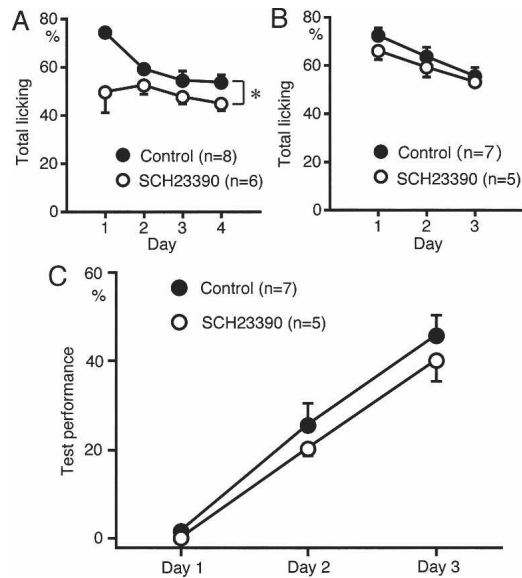 A
80
%
60
40
20
0
Total licking
*
Control (n=8)
SCH23390 (n=6)
1 2 3 4
Day
B
80
%
60
40
20
0
Total licking
Control (n=7)
SCH23390 (n=5)
1 2 3
Day
C
60
%
40
20
0
Test performance
Control (n=7)
SCH23390 (n=5)
Day 1 Day 2 Day 3